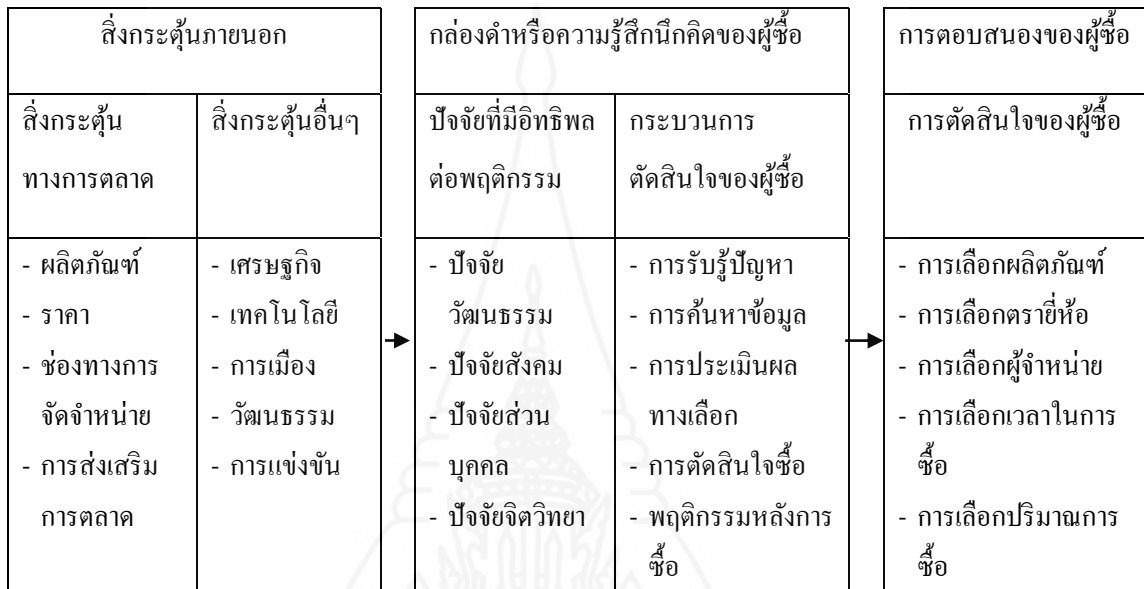 สิ่งกระตุ้นภายนอก
สิ่งกระตุ้น
ทางการตลาด
สิ่งกระตุ้นอื่นๆ
- ผลิตภัณฑ์
- ราคา
- ช่องทางการ
จัดจำหน่าย
- การส่งเสริม
การตลาด
- เศรษฐกิจ
- เทคโนโลยี
- การเมือง
- วัฒนธรรม
- การแข่งขัน
กล่องดำหรือความรู้สึกนึกคิดของผู้ซื้อ
ปัจจัยที่มีอิทธิพล
ต่อพฤติกรรม
กระบวนการ
ตัดสินใจของผู้ซื้อ
- ปัจจัย
วัฒนธรรม
- ปัจจัยสังคม
- ปัจจัยส่วน
บุคคล
- ปัจจัยจิตวิทยา
- การรับรู้ปัญหา
- การค้นหาข้อมูล
- การประเมินผล
ทางเลือก
- การตัดสินใจซื้อ
- พฤติกรรมหลังการ
ซื้อ
การตอบสนองของผู้ซื้อ
การตัดสินใจของผู้ซื้อ
- การเลือกผลิตภัณฑ์
- การเลือกตรายี่ห้อ
- การเลือกผู้จำหน่าย
- การเลือกเวลาในการ
ซื้อ
- การเลือกปริมาณการ
ซื้อ